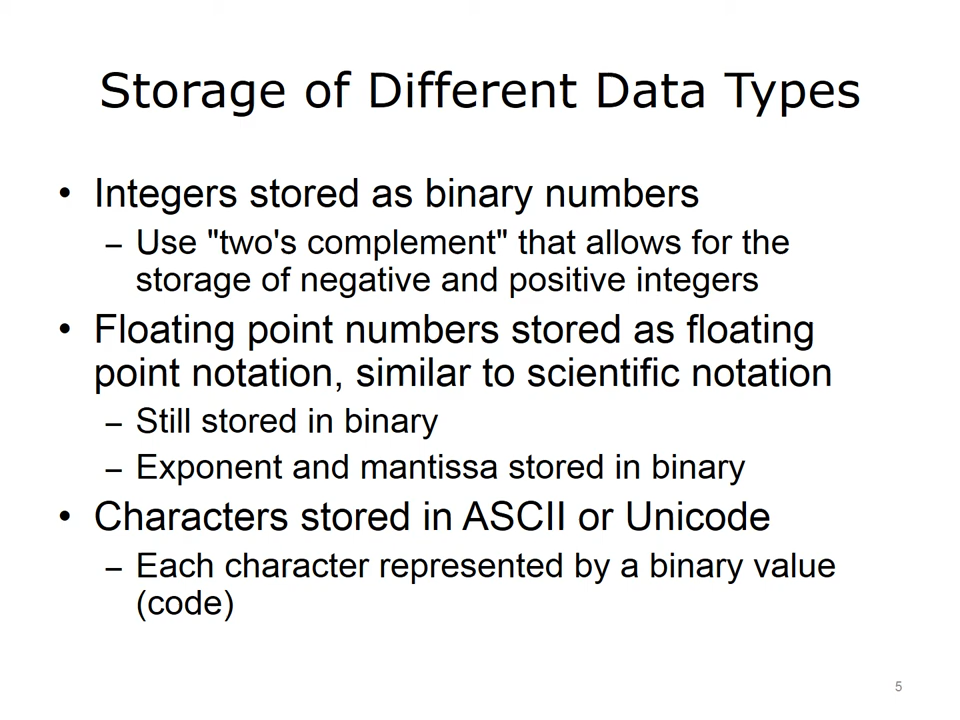 Storage of Different Data Types
• Integers stored as binary numbers
– Use "two's complement" that allows for the
storage of negative and positive integers
• Floating point numbers stored as floating
point notation, similar to scientific notation
– Still stored in binary
– Exponent and mantissa stored in binary
• Characters stored in ASCII or Unicode
– Each character represented by a binary value
(code)
5